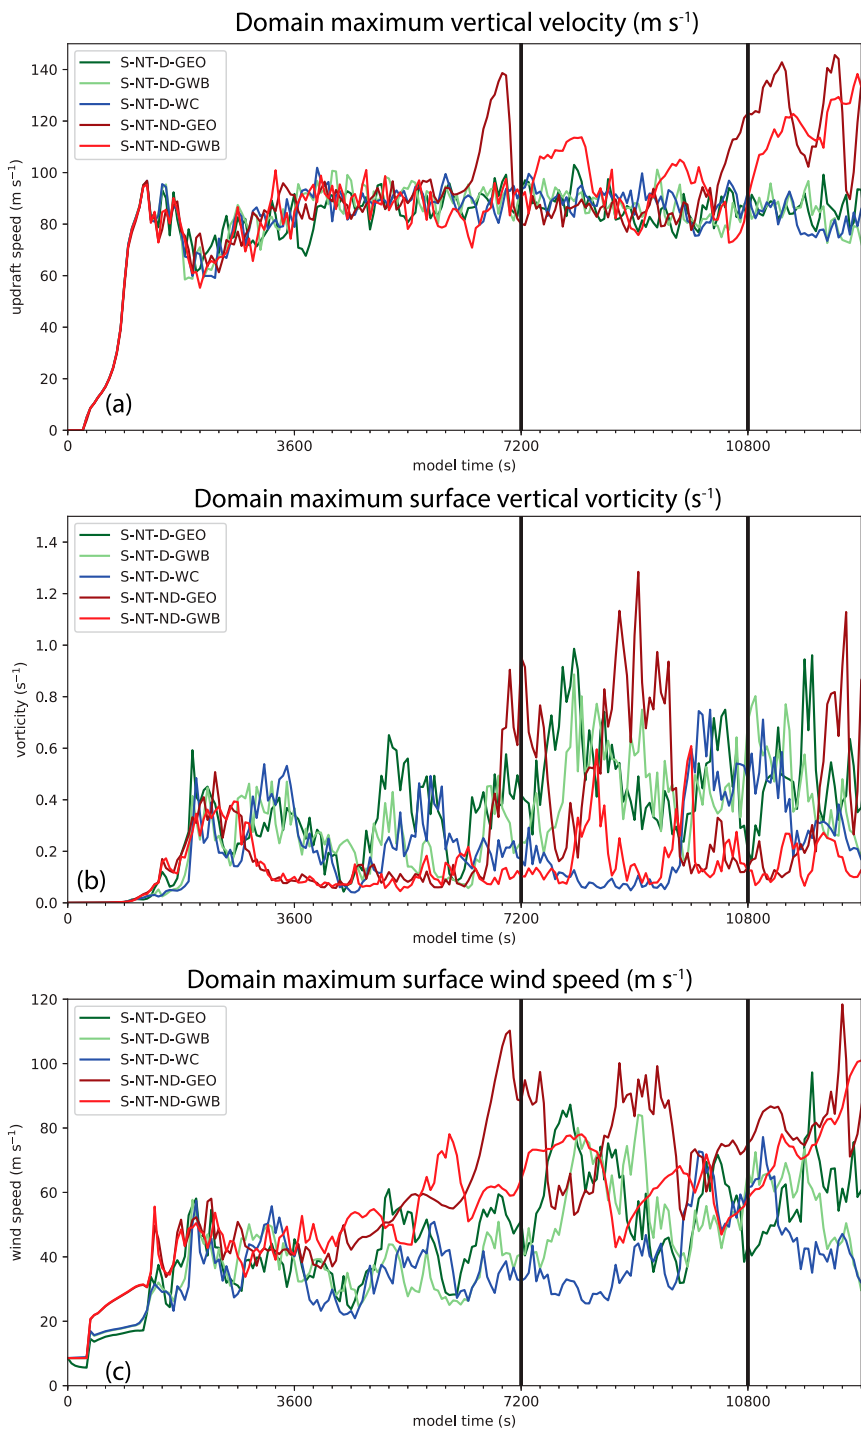 Domain maximum vertical velocity (m s⁻¹)
140
120
100
80
60
40
20
0
updraft speed (m s⁻¹)
S-NT-D-GEO
S-NT-D-GWB
S-NT-D-WC
S-NT-ND-GEO
S-NT-ND-GWB
(a)
0 3600 7200 10800
model time (s)
Domain maximum surface vertical vorticity (s⁻¹)
1.4
1.2
1.0
0.8
0.6
0.4
0.2
0.0
vorticity (s⁻¹)
S-NT-D-GEO
S-NT-D-GWB
S-NT-D-WC
S-NT-ND-GEO
S-NT-ND-GWB
(b)
0 3600 7200 10800
model time (s)
Domain maximum surface wind speed (m s⁻¹)
120
100
80
60
40
20
0
wind speed (m s⁻¹)
S-NT-D-GEO
S-NT-D-GWB
S-NT-D-WC
S-NT-ND-GEO
S-NT-ND-GWB
(c)
0 3600 7200 10800
model time (s)